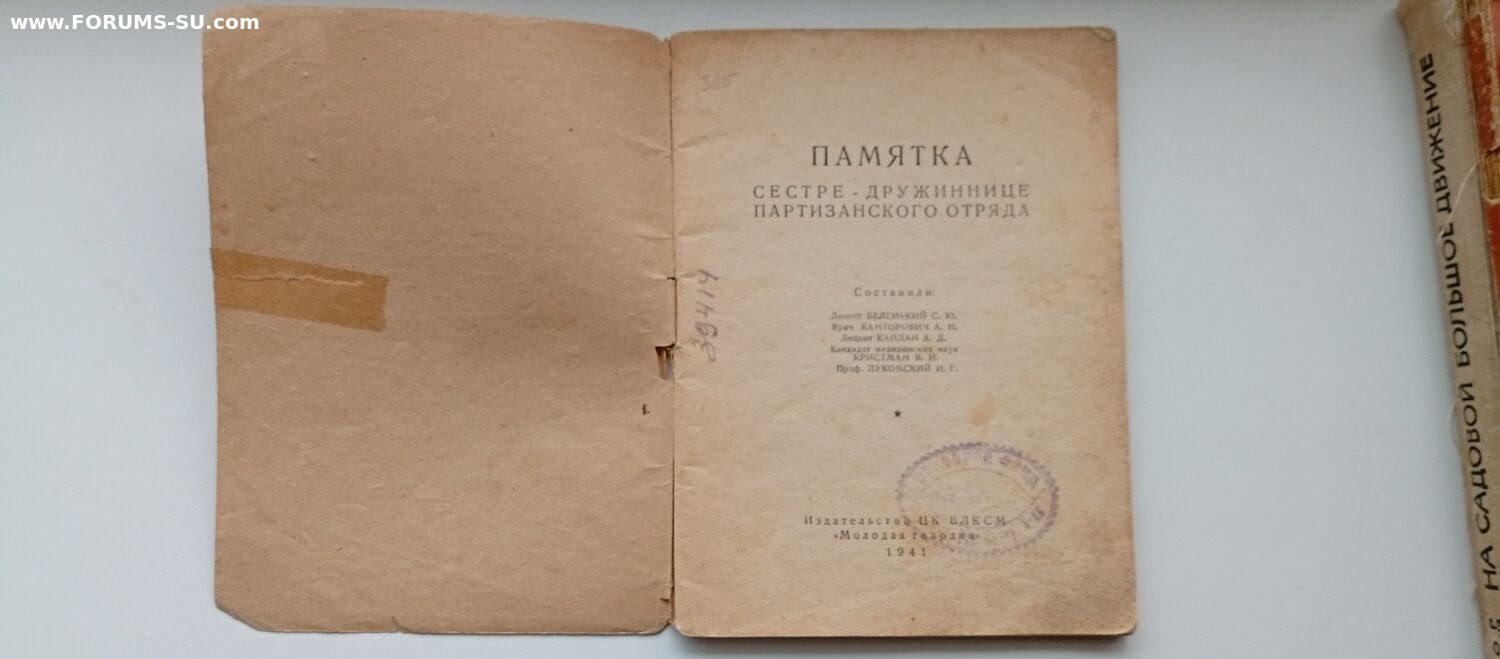 www.FORUMS-SU.com
355
ПАМЯТКА
СЕСТРЕ - ДРУЖИННИЦЕ
ПАРТИЗАНСКОГО ОТРЯДА
39414
Составили:
Доцент БЕЛЕНЬКИЙ С. Ю.
Врач КАНТОРОВИЧ А. Н.
Доцент КАПЛАН А. Д.
Кандидат медицинских наук
КРИСТМАН В. И.
Проф. ЛУКОМСКИЙ И. Г.
*
Издательство ЦК ВЛКСМ
«Молодая гвардия»
1941
НА САДОВОЙ БОЛЬШОЕ ДВИЖЕНИЕ